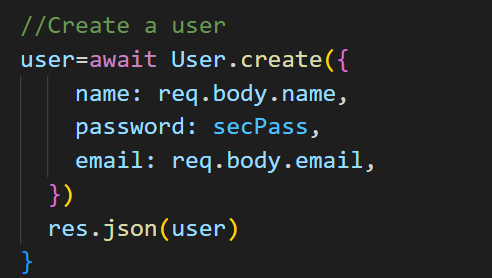 //Create a user
user=await User.create({
name: req.body.name,
password: secPass,
email: req.body.email,
})
res.json(user)
}